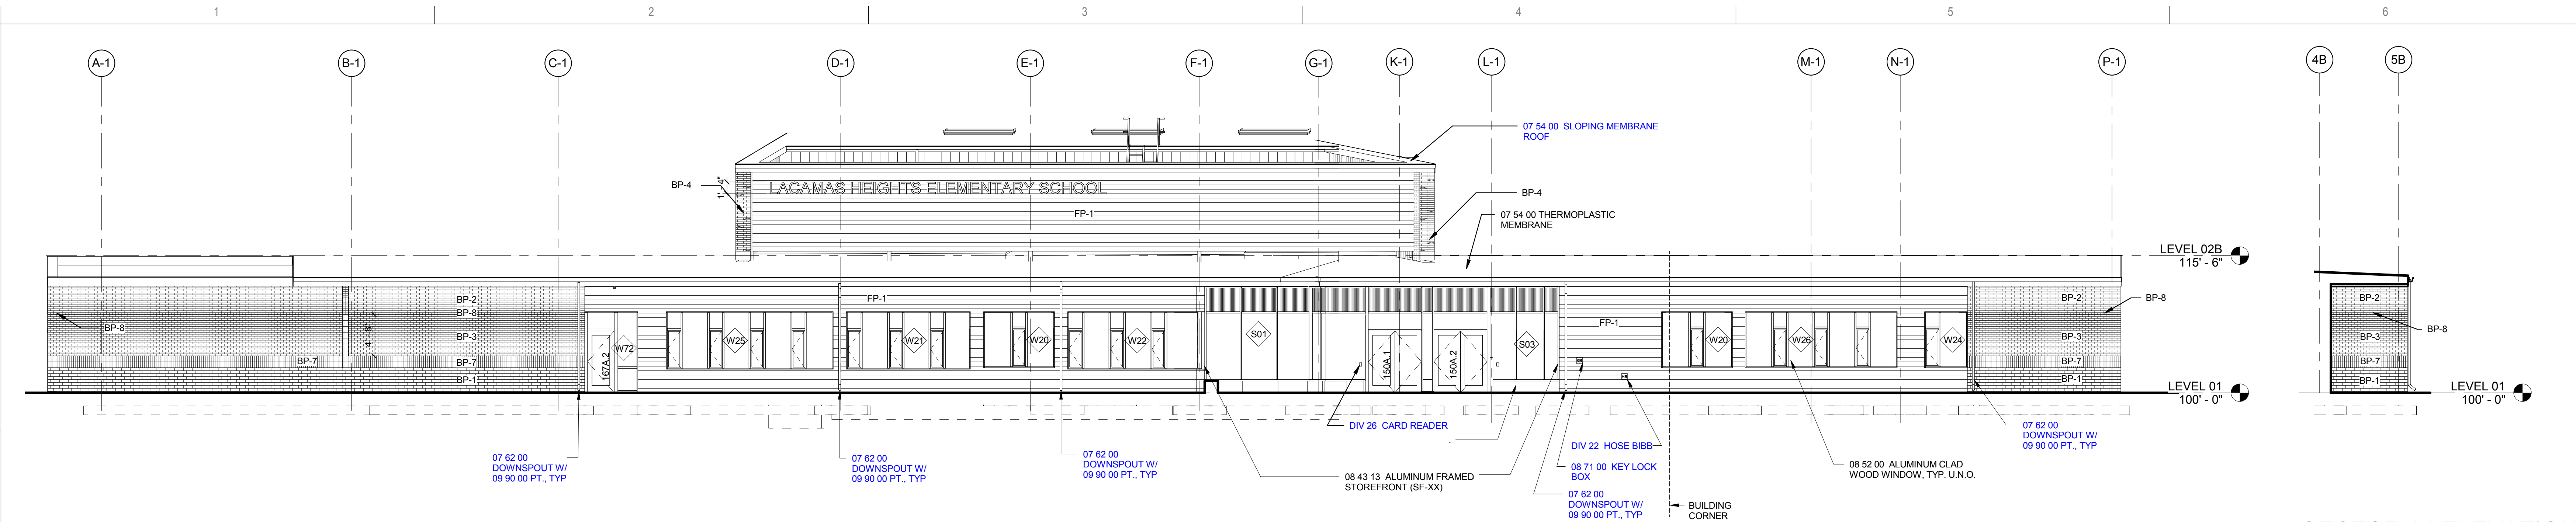 1 2 3 4 5 6
A-1 B-1 C-1 D-1 E-1 F-1 G-1 K-1 L-1 M-1 N-1 P-1 4B 5B
07 54 00 SLOPING MEMBRANE
ROOF
BP-4
1' - 4"
LACAMAS HEIGHTS ELEMENTARY SCHOOL
FP-1
BP-4
07 54 00 THERMOPLASTIC
MEMBRANE
LEVEL 02B
115' - 6"
BP-2
BP-8
BP-8
4' - 8"
BP-3
BP-7
BP-7
BP-1
FP-1
167A.2
W72
W25
W21
W20
W22
S01
150A.1
150A.2
S03
FP-1
W20
W26
W24
BP-2
BP-8
BP-3
BP-7
BP-1
LEVEL 01
100' - 0"
BP-2
BP-8
BP-3
BP-7
BP-1
LEVEL 01
100' - 0"
07 62 00
DOWNSPOUT W/
09 90 00 PT., TYP
07 62 00
DOWNSPOUT W/
09 90 00 PT., TYP
07 62 00
DOWNSPOUT W/
09 90 00 PT., TYP
DIV 26 CARD READER
08 43 13 ALUMINUM FRAMED
STOREFRONT (SF-XX)
DIV 22 HOSE BIBB
08 71 00 KEY LOCK
BOX
07 62 00
DOWNSPOUT W/
09 90 00 PT., TYP
BUILDING
CORNER
08 52 00 ALUMINUM CLAD
WOOD WINDOW, TYP. U.N.O.
07 62 00
DOWNSPOUT W/
09 90 00 PT., TYP